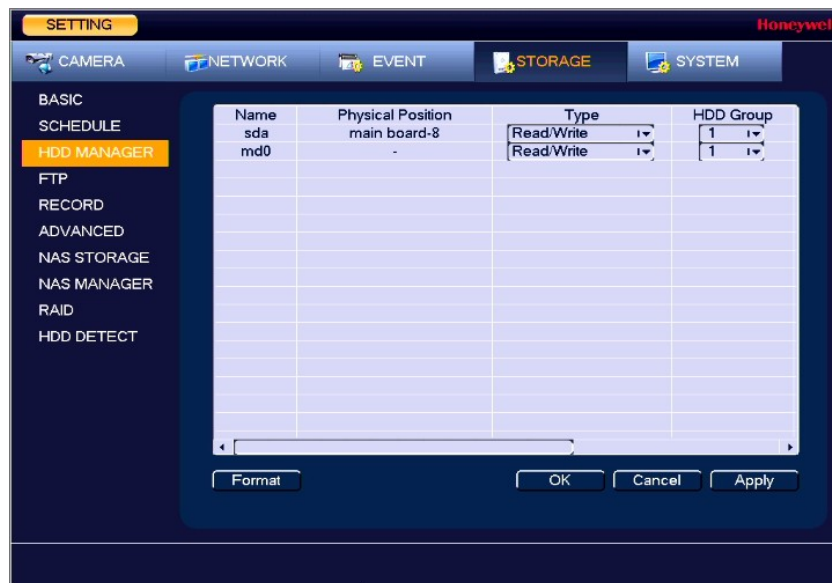 SETTING
Honeywell
CAMERA NETWORK EVENT STORAGE SYSTEM
BASIC
SCHEDULE
HDD MANAGER
FTP
RECORD
ADVANCED
NAS STORAGE
NAS MANAGER
RAID
HDD DETECT
Name Physical Position Type HDD Group
sda main board-8 Read/Write 1
md0 - Read/Write 1
Format OK Cancel Apply